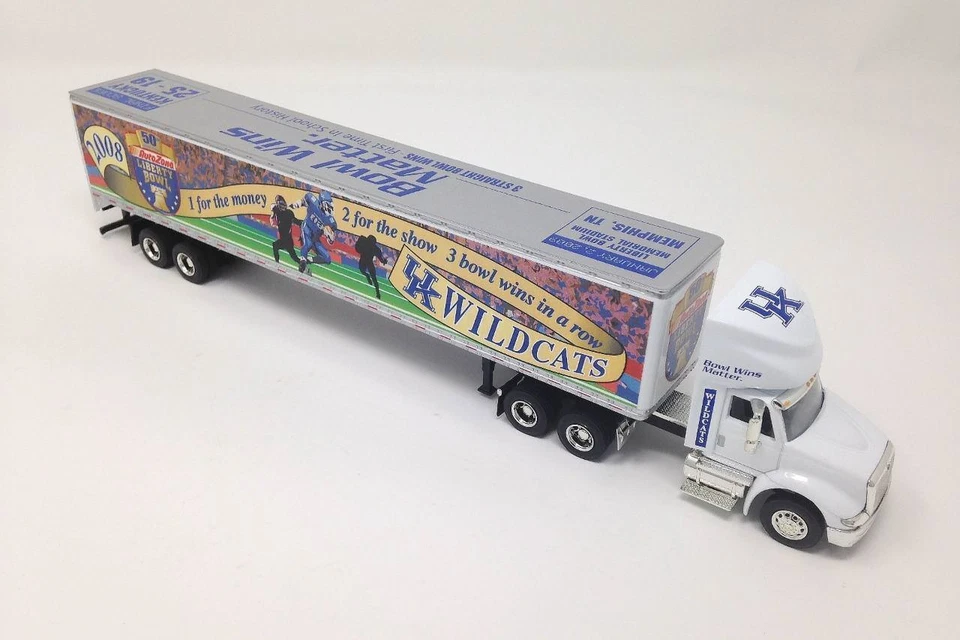 Bowl Wins
Matter.
3 STRAIGHT BOWL WINS First Time In School History
KENTUCKY
25-19
LIBERTY BOWL
MEMORIAL STADIUM
MEMPHIS, TN
JANUARY 2, 2009
2008
50th
AutoZone
LIBERTY
BOWL
1 for the money
2 for the show
3 bowl wins in a row
UK WILDCATS
UK
Bowl Wins
Matter.
WILDCATS